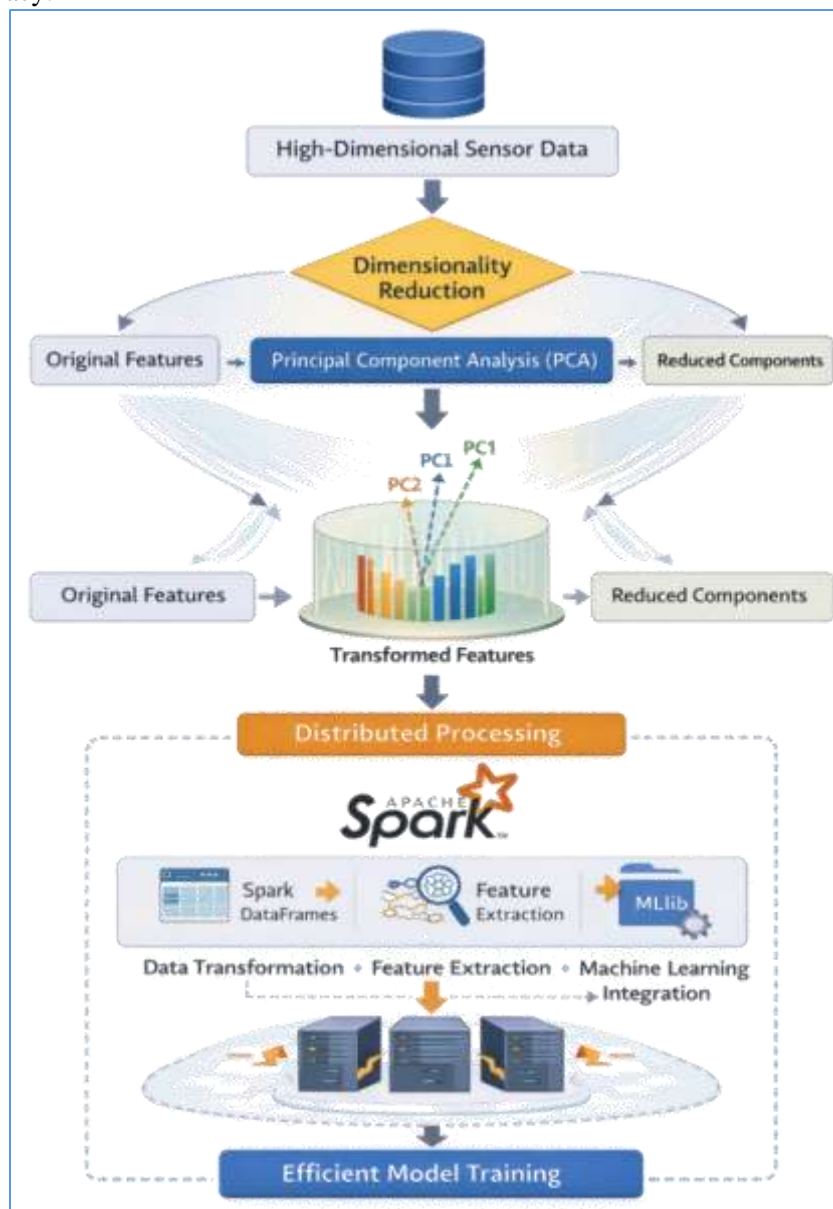 High-Dimensional Sensor Data
Dimensionality
Reduction
Original Features
Principal Component Analysis (PCA)
Reduced Components
PC1
PC1
PC2
Original Features
Reduced Components
Transformed Features
Distributed Processing
APACHE
Spark
Spark
DataFrames
Feature
Extraction
MLlib
Data Transformation • Feature Extraction • Machine Learning
Integration
Efficient Model Training